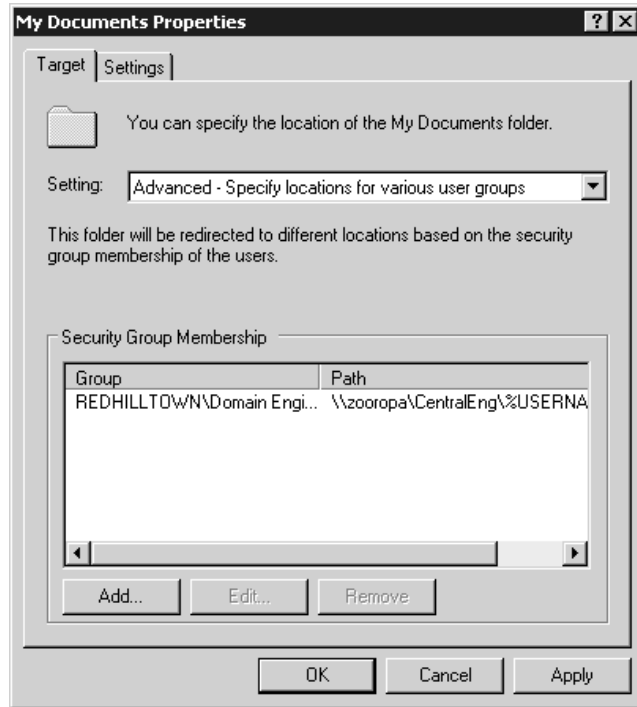 My Documents Properties
Target
Settings
You can specify the location of the My Documents folder.
Setting:
Advanced - Specify locations for various user groups
This folder will be redirected to different locations based on the security
group membership of the users.
Security Group Membership
Group Path
REDHILLTOWN\Domain Engi... \\zooropa\CentralEng\%USERNA
Add... Edit... Remove
OK Cancel Apply